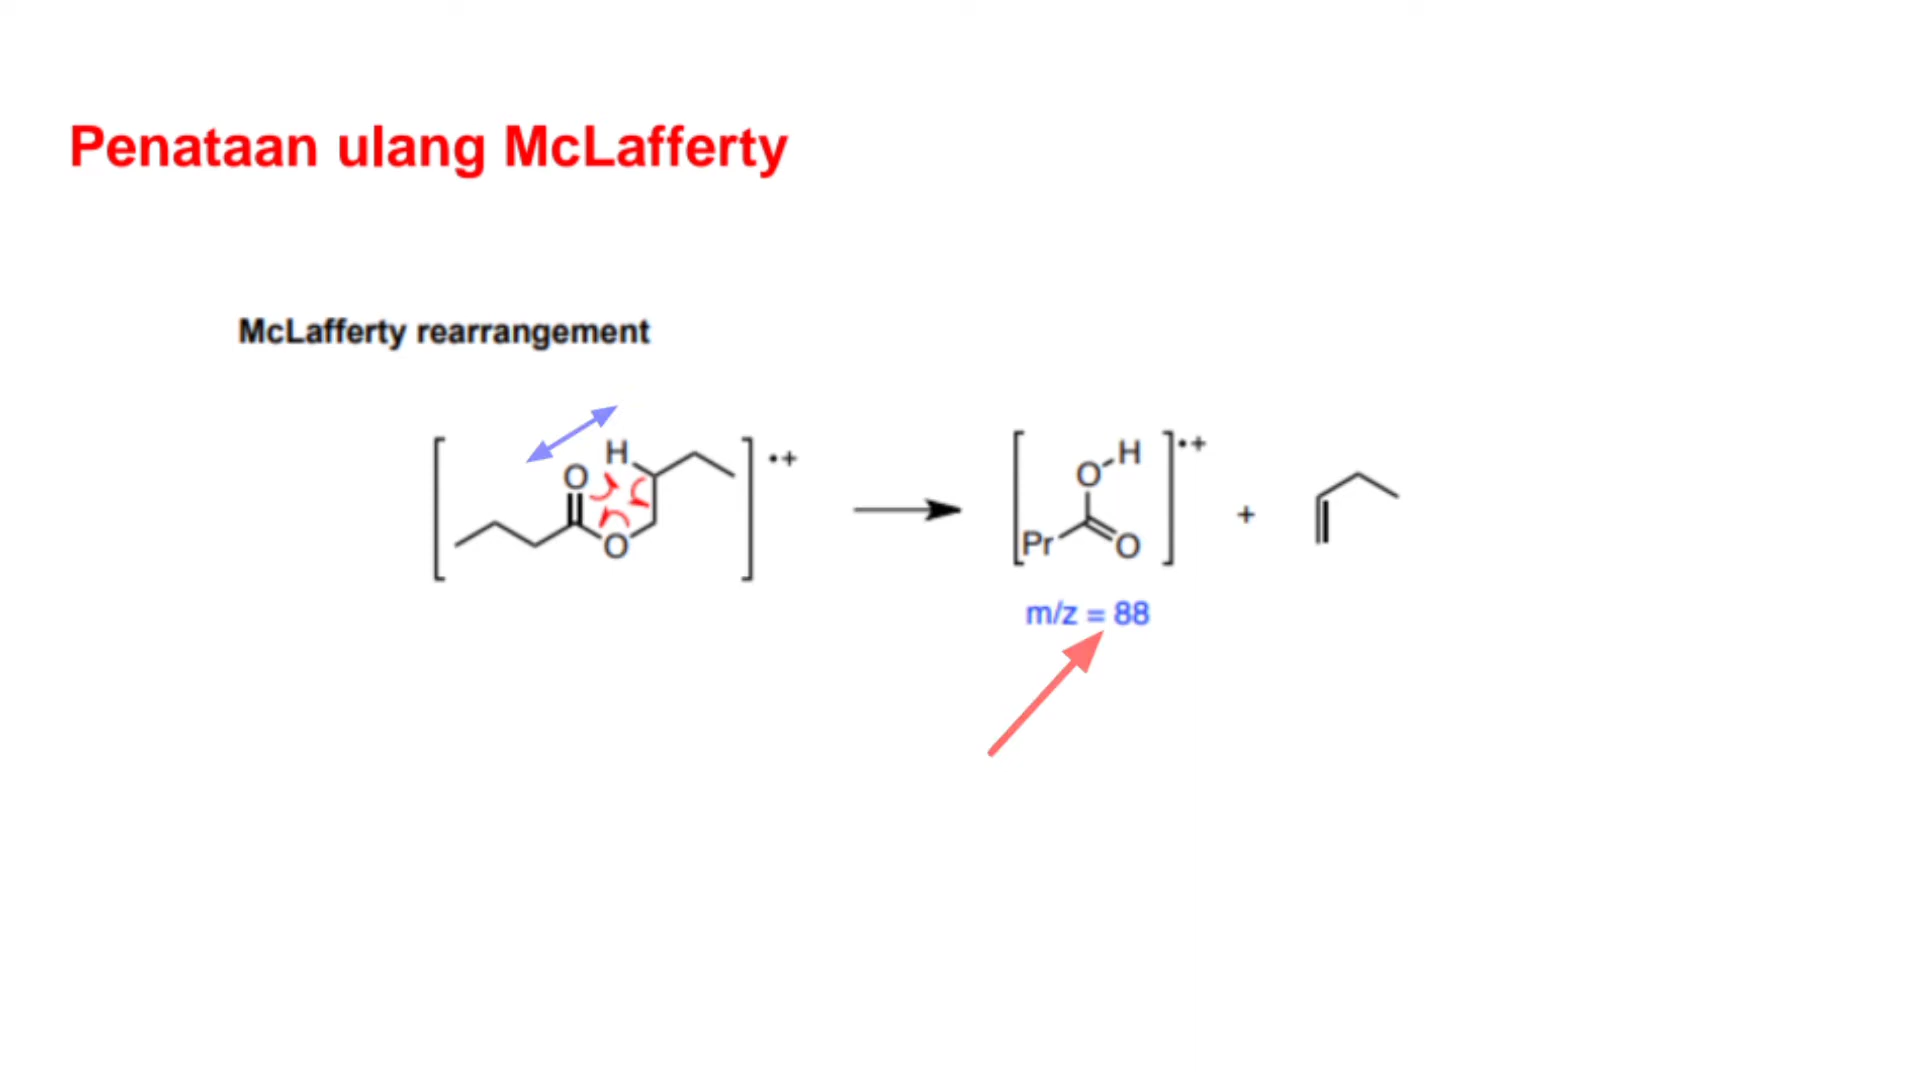 Penataan ulang McLafferty
McLafferty rearrangement
H
O
O
•+
O-H
Pr
O
•+
+
m/z = 88